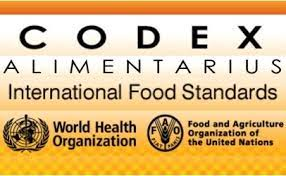 CODEX
ALIMENTARIUS
International Food Standards
World Health
Organization
Food and Agriculture
Organization of
the United Nations